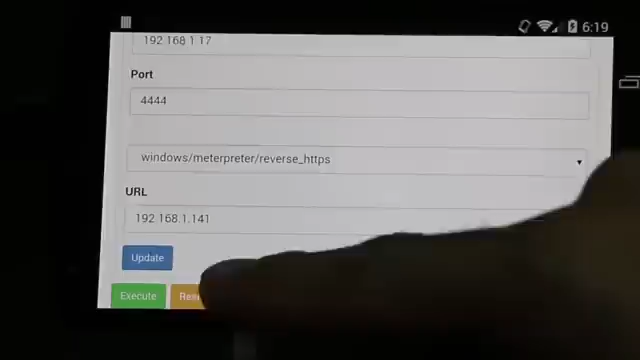 6:19
192.168.1.17
Port
4444
windows/meterpreter/reverse_https
URL
192.168.1.141
Update
Execute